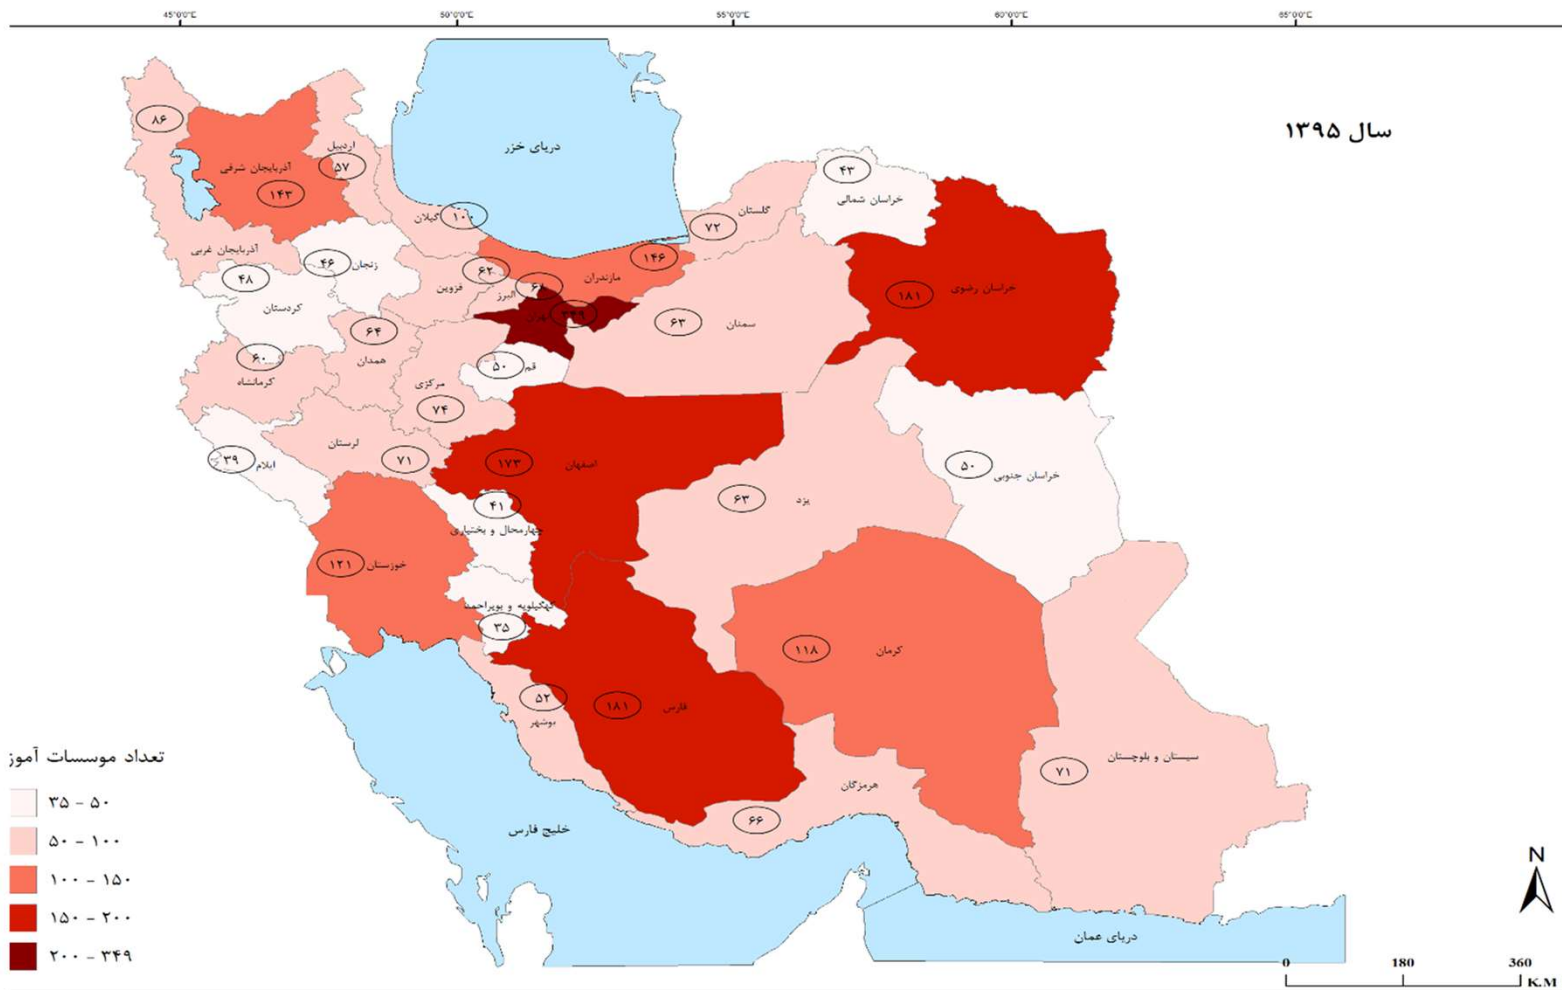 45°0'0"E 50°0'0"E 55°0'0"E 60°0'0"E 65°0'0"E
سال ۱۳۹۵
دریای خزر
۸۶
آذربایجان شرقی
۱۴۳
اردبیل
۵۷
گیلان
۱۰۰
گلستان
۷۲
۴۳
خراسان شمالی
آذربایجان غربی
۴۶
زنجان
۴۸
کردستان
۶۲
قزوین
البرز
مازندران
۱۴۶
تهران
۳۴۹
سمنان
۶۳
خراسان رضوی
۱۸۱
۶۴
همدان
۶۰
کرمانشاه
مرکزی
۷۴
۵۰
قم
لرستان
۷۱
۳۹
ایلام
۱۷۳
اصفهان
۴۱
چهارمحال و بختیاری
۶۳
یزد
۵۰
خراسان جنوبی
۱۲۱
خوزستان
کهگیلویه و بویراحمد
۳۵
۱۱۸
کرمان
۵۲
بوشهر
۱۸۱
فارس
هرمزگان
۶۶
سیستان و بلوچستان
۷۱
خلیج فارس
دریای عمان
تعداد موسسات آموز
۳۵ - ۵۰
۵۰ - ۱۰۰
۱۰۰ - ۱۵۰
۱۵۰ - ۲۰۰
۲۰۰ - ۳۴۹
N
0 180 360
K.M